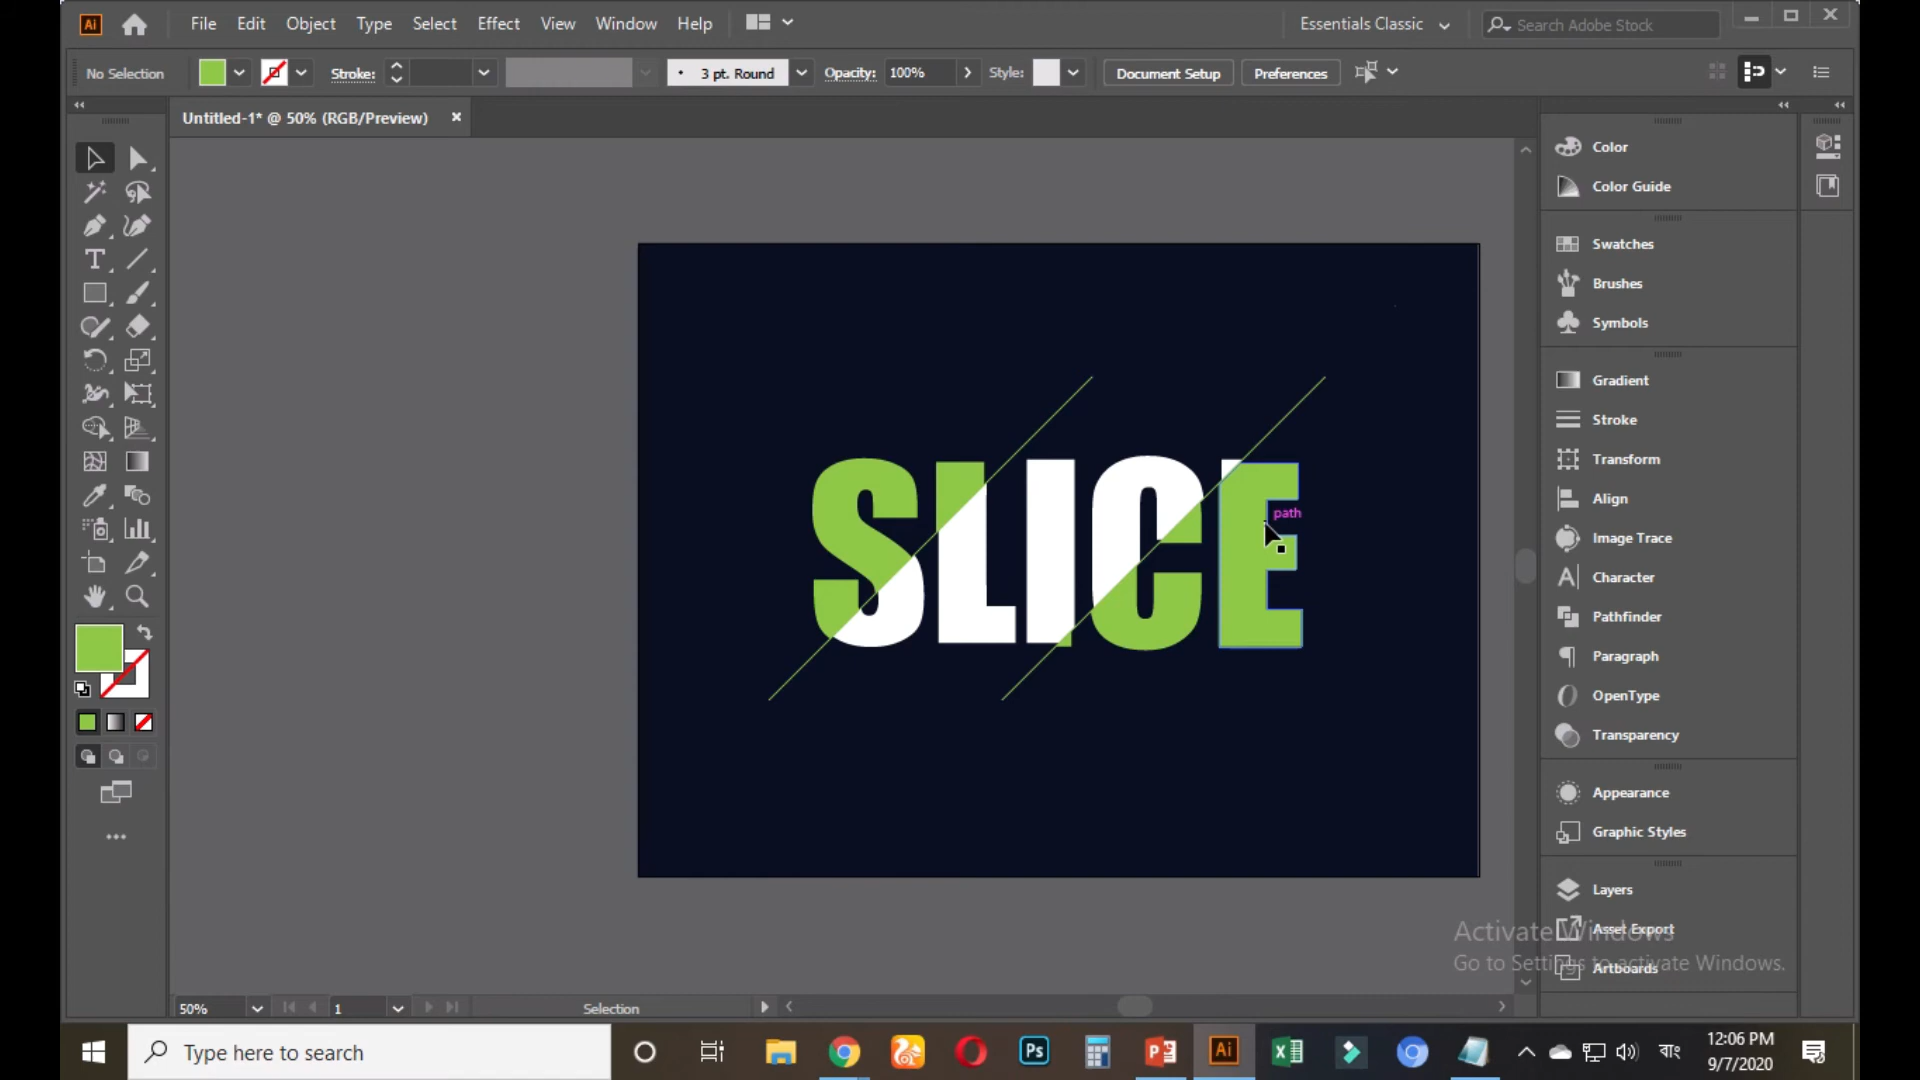 Ai File Edit Object Type Select Effect View Window Help Essentials Classic Search Adobe Stock
No Selection Stroke: 3 pt. Round Opacity: 100% Style: Document Setup Preferences
Untitled-1* @ 50% (RGB/Preview)
T
Color
Color Guide
Swatches
Brushes
Symbols
Gradient
Stroke
Transform
Align
Image Trace
Character
Pathfinder
Paragraph
OpenType
Transparency
Appearance
Graphic Styles
Layers
Asset Export
Artboards
SLICE
path
Activate Windows
Go to Settings to activate Windows.
50% 1 Selection
Type here to search
Ps
Ai
বাং
12:06 PM
9/7/2020